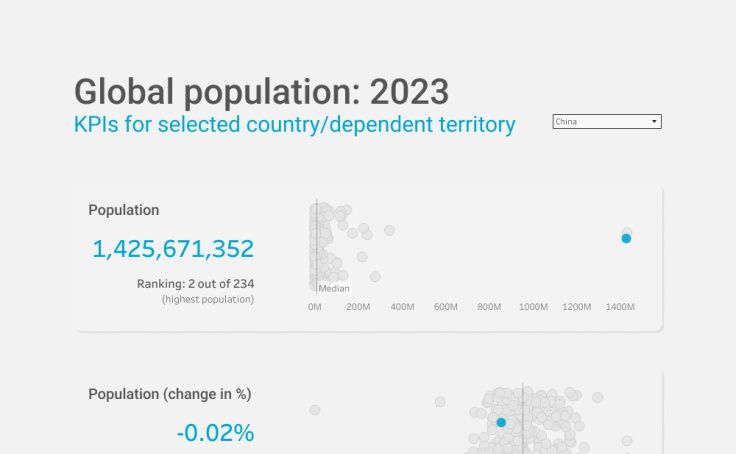 Global population: 2023
KPIs for selected country/dependent territory
China
Population
1,425,671,352
Ranking: 2 out of 234
(highest population)
Median
0M 200M 400M 600M 800M 1000M 1200M 1400M
Population (change in %)
-0.02%